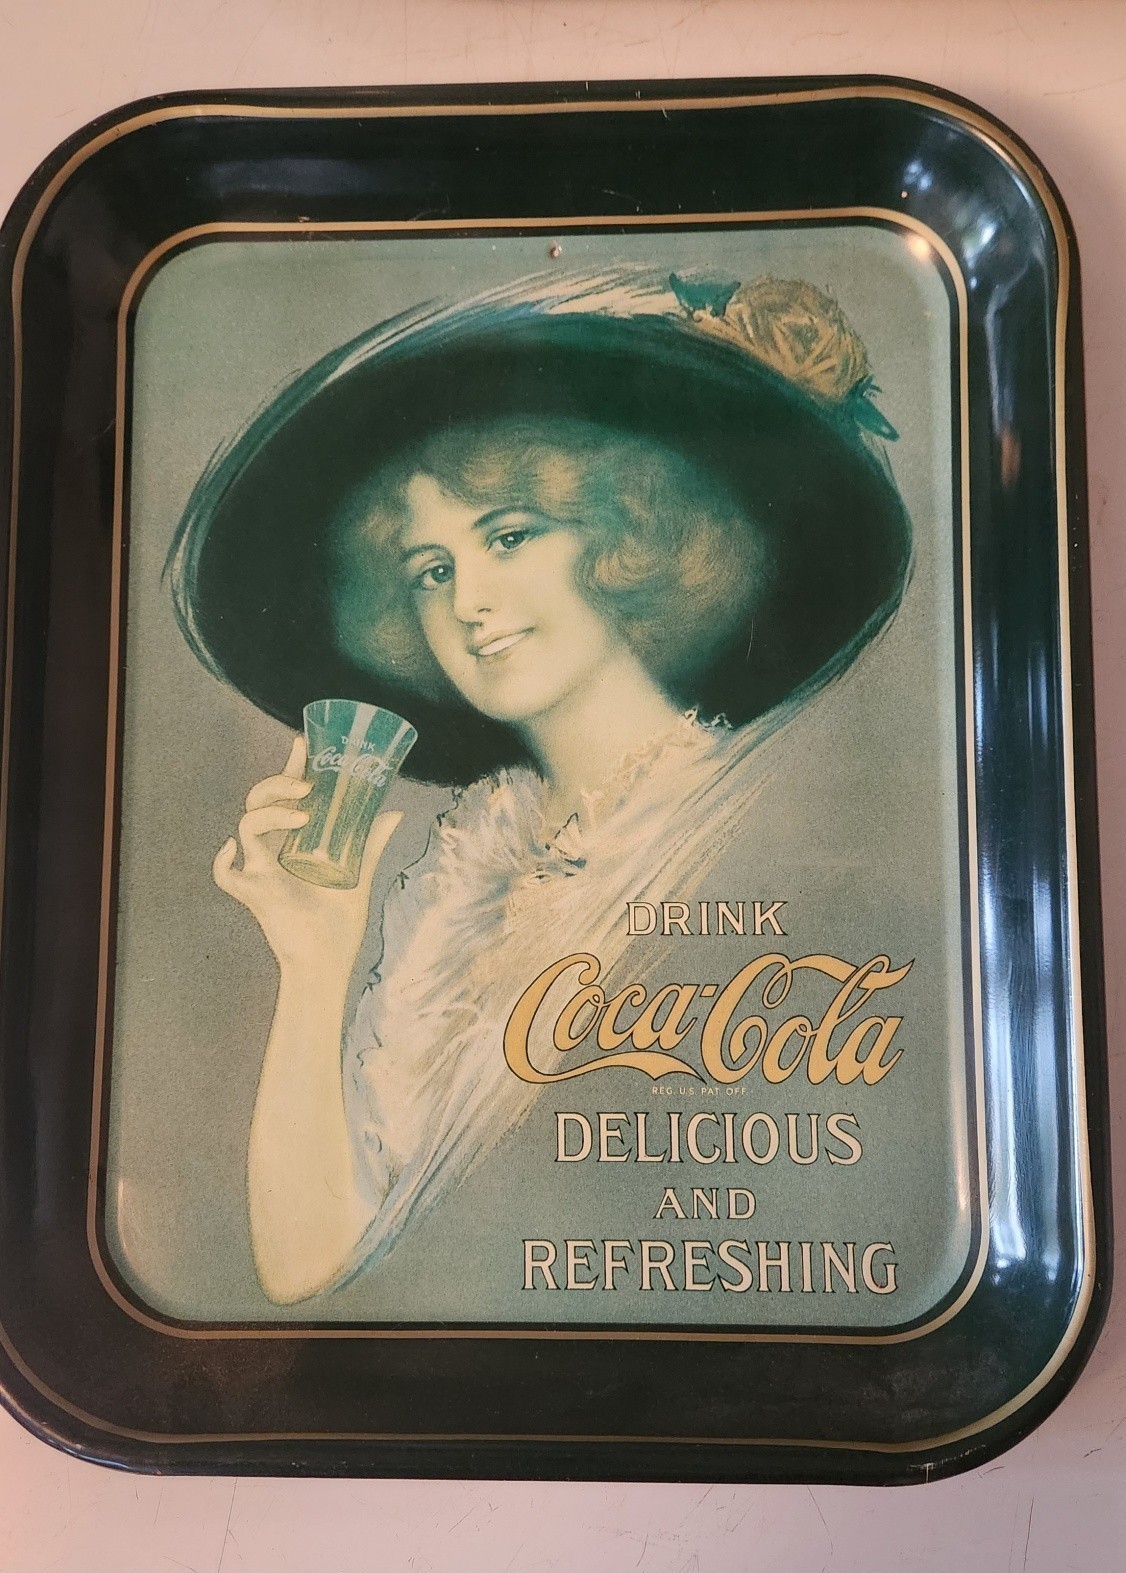 DRINK
Coca-Cola
DRINK
Coca-Cola
REG. U.S. PAT. OFF.
DELICIOUS
AND
REFRESHING